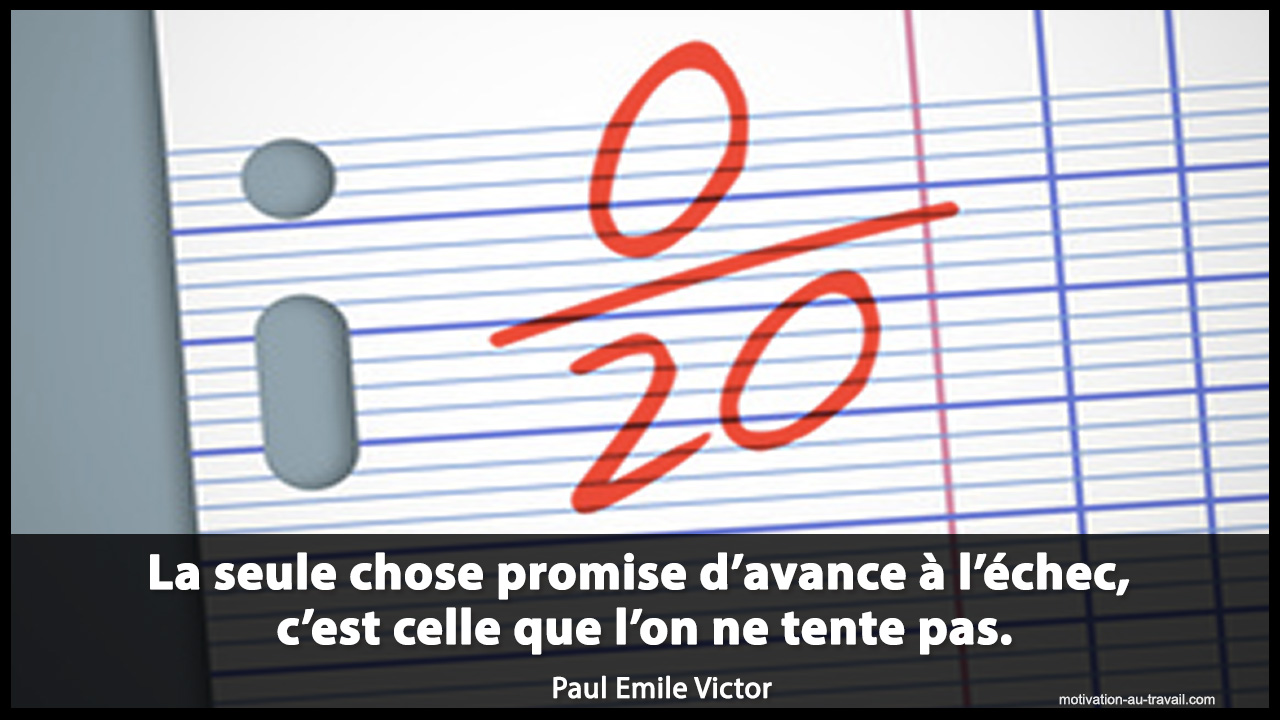 0
20
La seule chose promise d’avance à l’échec,
c’est celle que l’on ne tente pas.
Paul Emile Victor
motivation-au-travail.com